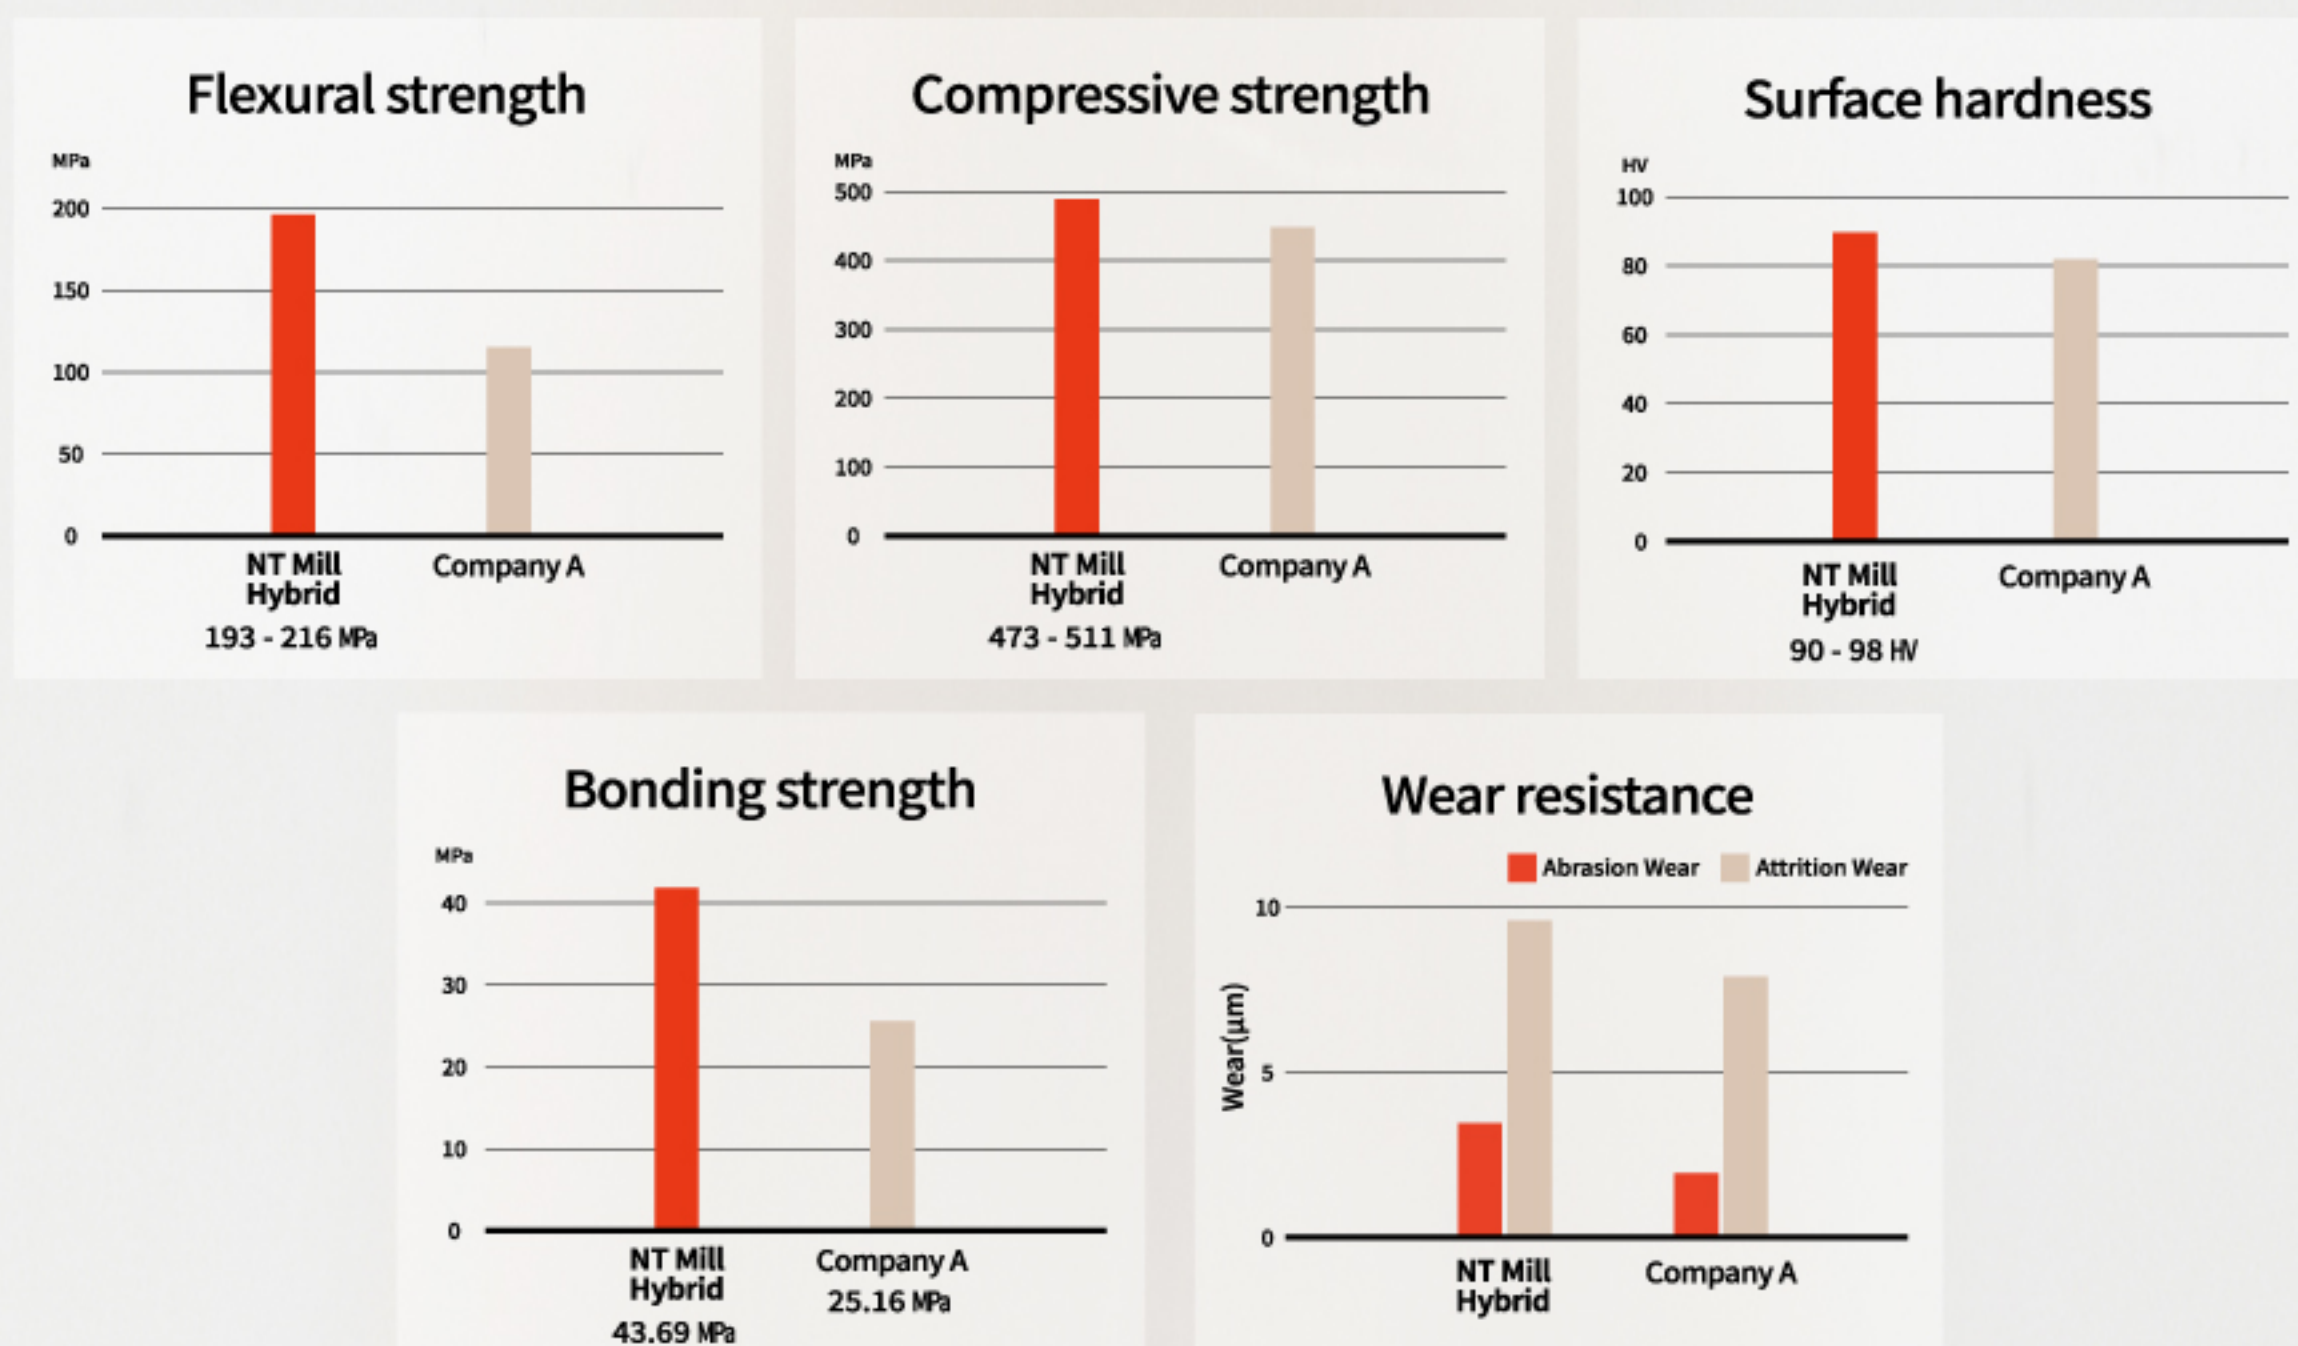 Flexural strength
MPa
200
150
100
50
0
NT Mill
Hybrid
193 - 216 MPa
Company A
Compressive strength
MPa
500
400
300
200
100
0
NT Mill
Hybrid
473 - 511 MPa
Company A
Surface hardness
HV
100
80
60
40
20
0
NT Mill
Hybrid
90 - 98 HV
Company A
Bonding strength
MPa
40
30
20
10
0
NT Mill
Hybrid
43.69 MPa
Company A
25.16 MPa
Wear resistance
Abrasion Wear
Attrition Wear
Wear(μm)
10
5
0
NT Mill
Hybrid
Company A